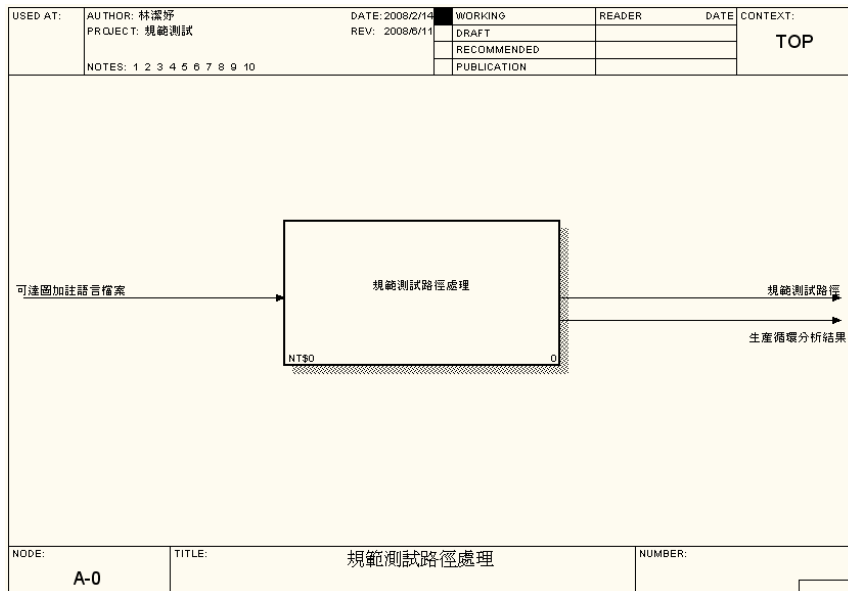 USED AT:
AUTHOR: 林潔妤
DATE: 2008/2/14
WORKING
READER
DATE
CONTEXT:
PROJECT: 規範測試
REV: 2008/6/11
DRAFT
TOP
RECOMMENDED
NOTES: 1 2 3 4 5 6 7 8 9 10
PUBLICATION
可達圖加註語言檔案
規範測試路徑處理
規範測試路徑
生產循環分析結果
NT$0
0
NODE:
TITLE:
規範測試路徑處理
NUMBER:
A-0